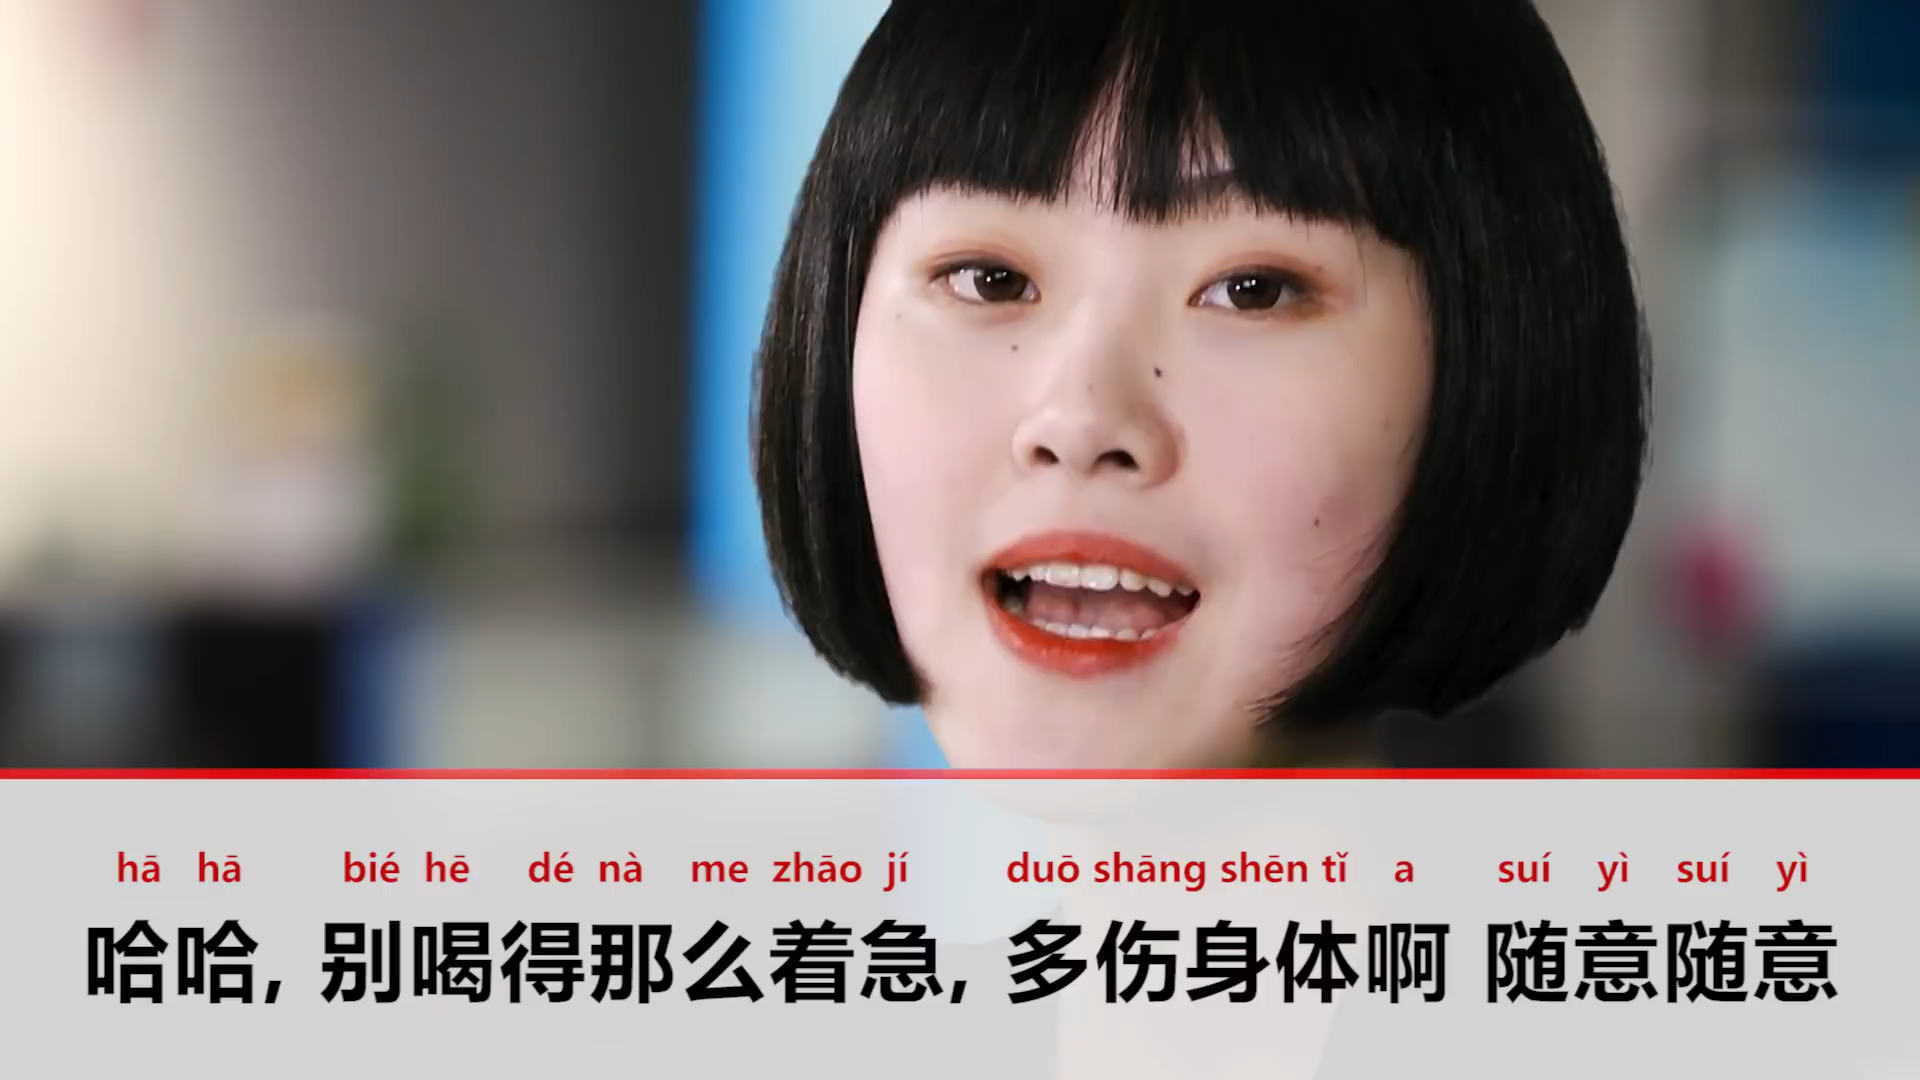 hā hā bié hē dé nà me zhāo jí duō shāng shēn tǐ a suí yì suí yì
哈哈, 别喝得那么着急, 多伤身体啊 随意随意